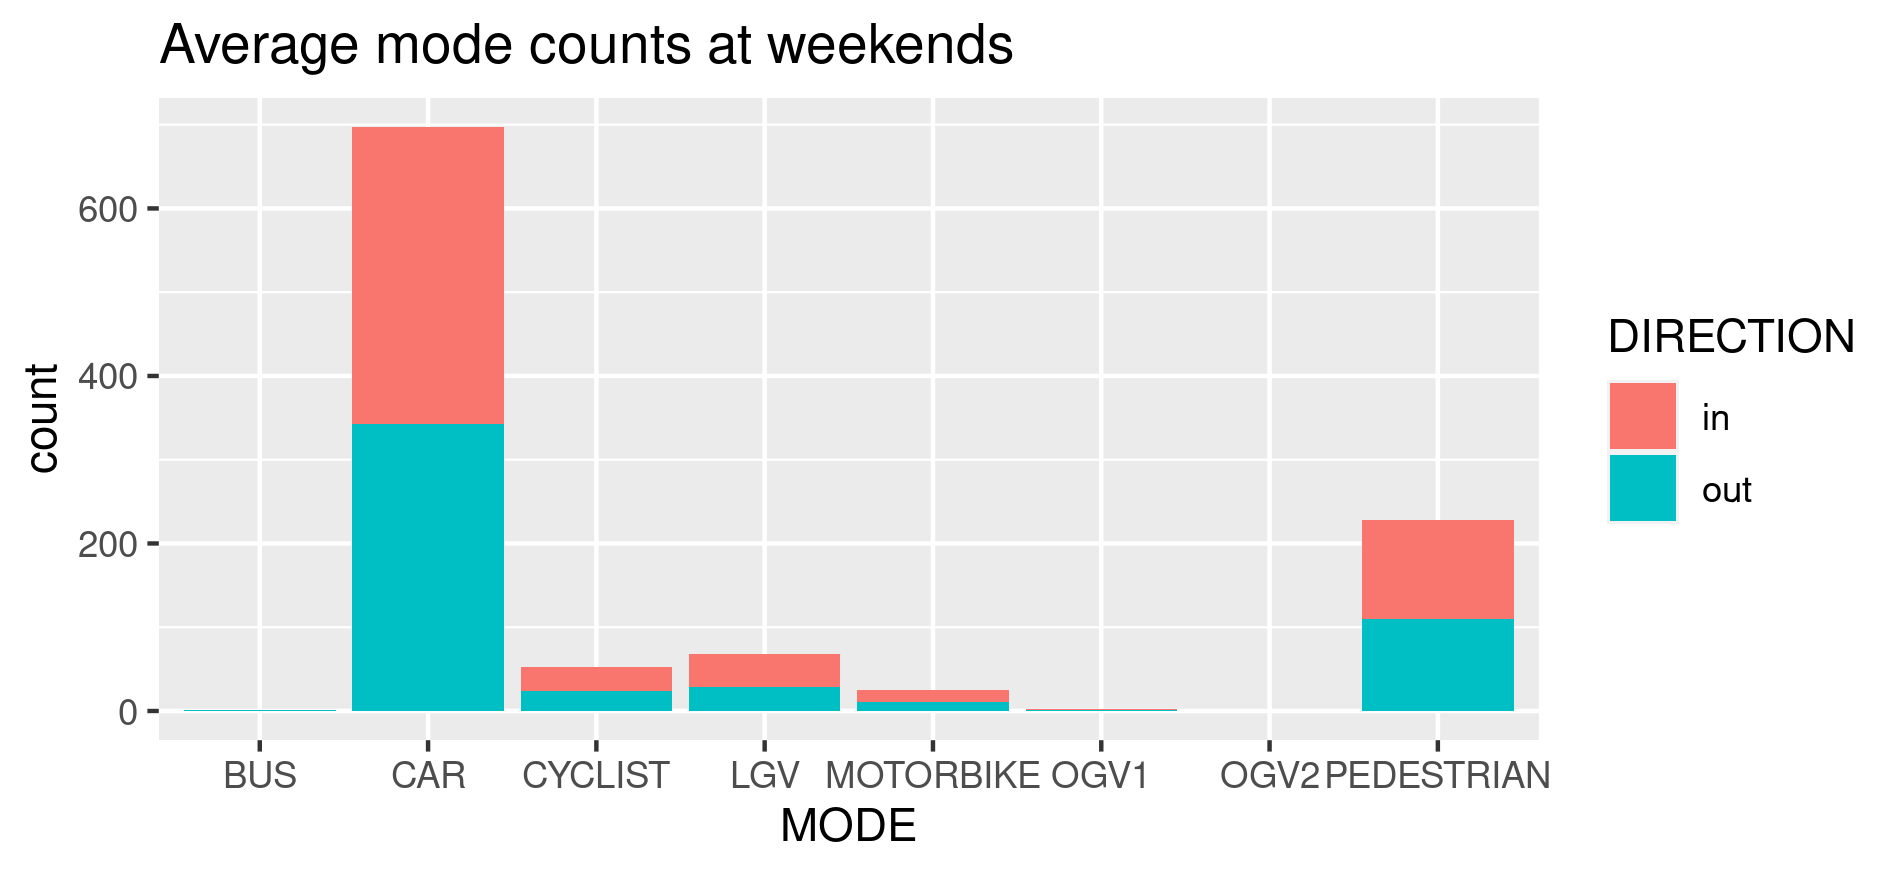 Average mode counts at weekends
count
600
400
200
0
BUS CAR CYCLIST LGV MOTORBIKE OGV1 OGV2 PEDESTRIAN
MODE
DIRECTION
in
out